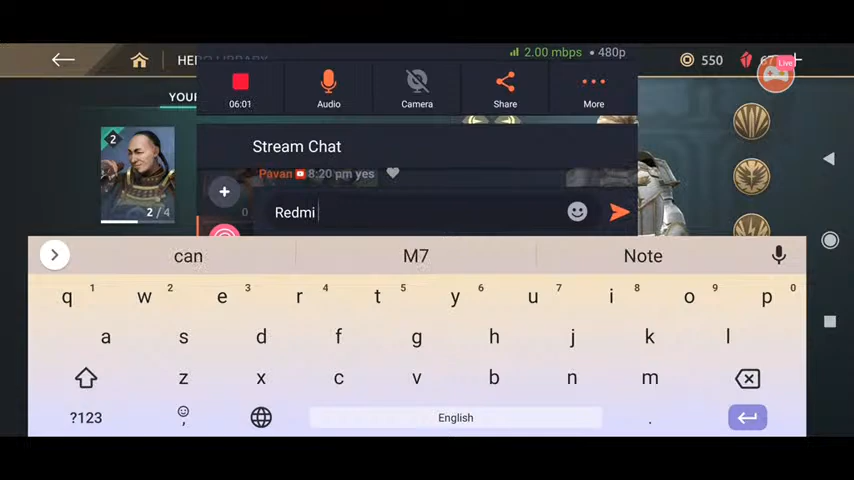 2.00 mbps • 480p
HERO LIBRARY
550
Live
YOUR
06:01
Audio
Camera
Share
More
2
2 / 4
Stream Chat
Pavan 8:20 pm yes
0
Redmi
can
M7
Note
q 1 w 2 e 3 r 4 t 5 y 6 u 7 i 8 o 9 p 0
a s d f g h j k l
z x c v b n m
?123 , English .